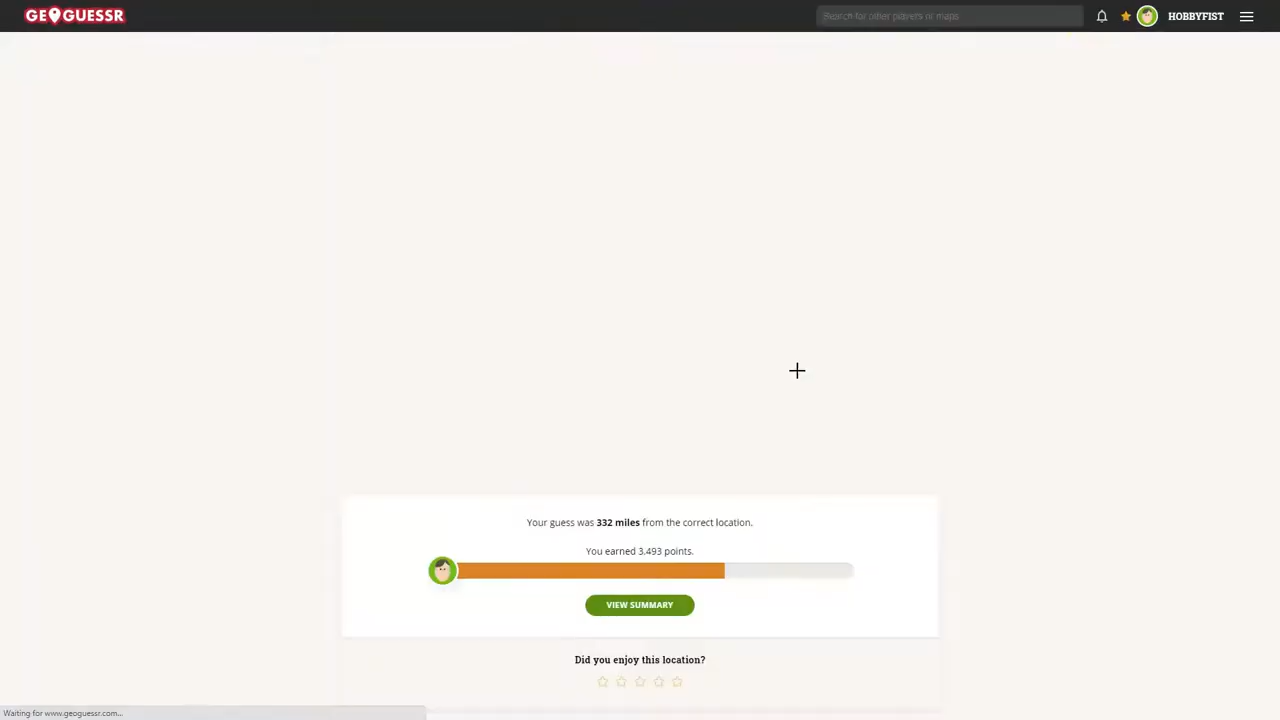 GEOGUESSR
Search for other players or maps
HOBBYFIST
Your guess was 332 miles from the correct location.
You earned 3.493 points.
VIEW SUMMARY
Did you enjoy this location?
Waiting for www.geoguessr.com...